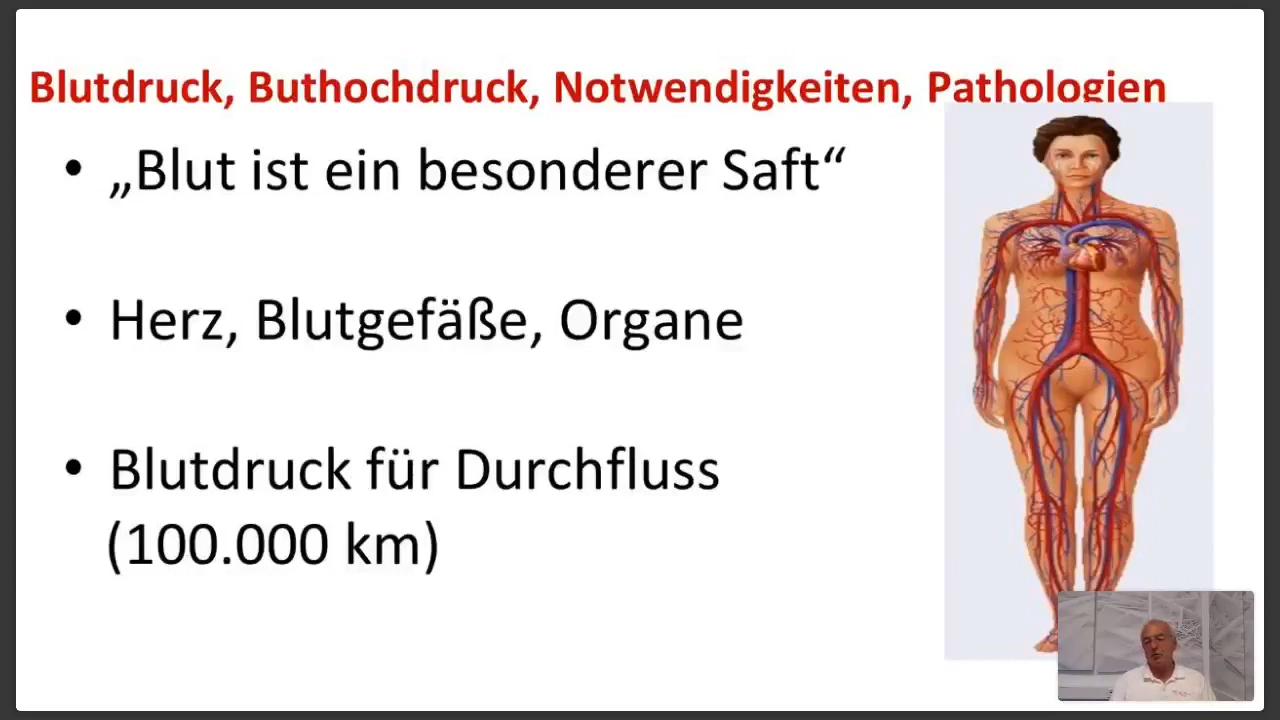 Blutdruck, Buthochdruck, Notwendigkeiten, Pathologien
• „Blut ist ein besonderer Saft“
• Herz, Blutgefäße, Organe
• Blutdruck für Durchfluss
(100.000 km)